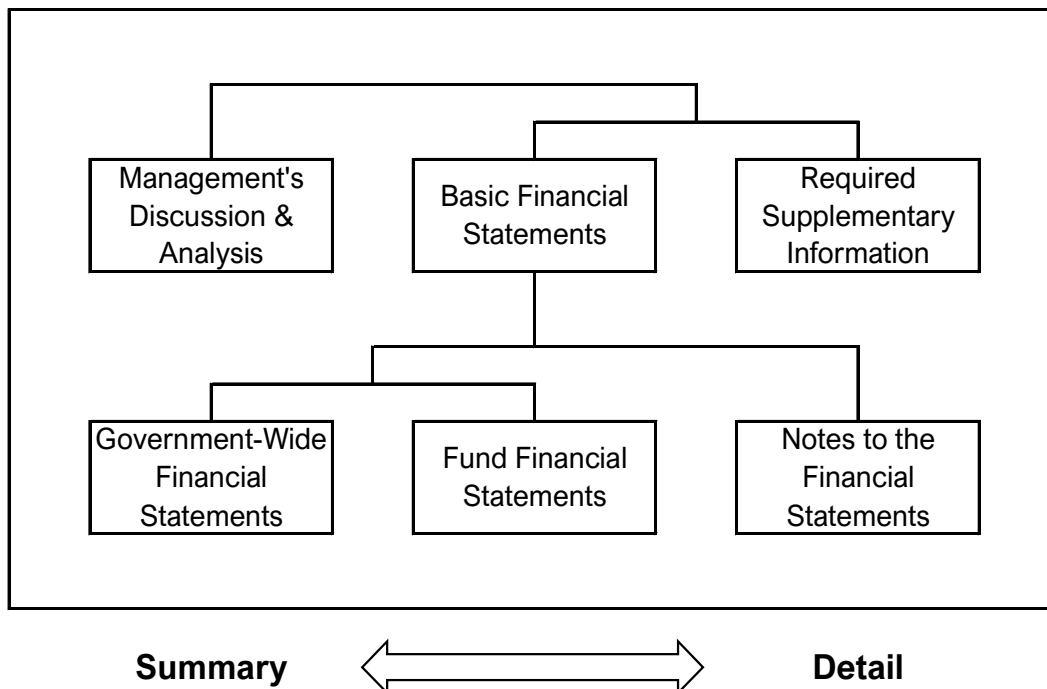 Management's
Discussion &
Analysis
Basic Financial
Statements
Required
Supplementary
Information
Government-Wide
Financial
Statements
Fund Financial
Statements
Notes to the
Financial
Statements
Summary
Detail